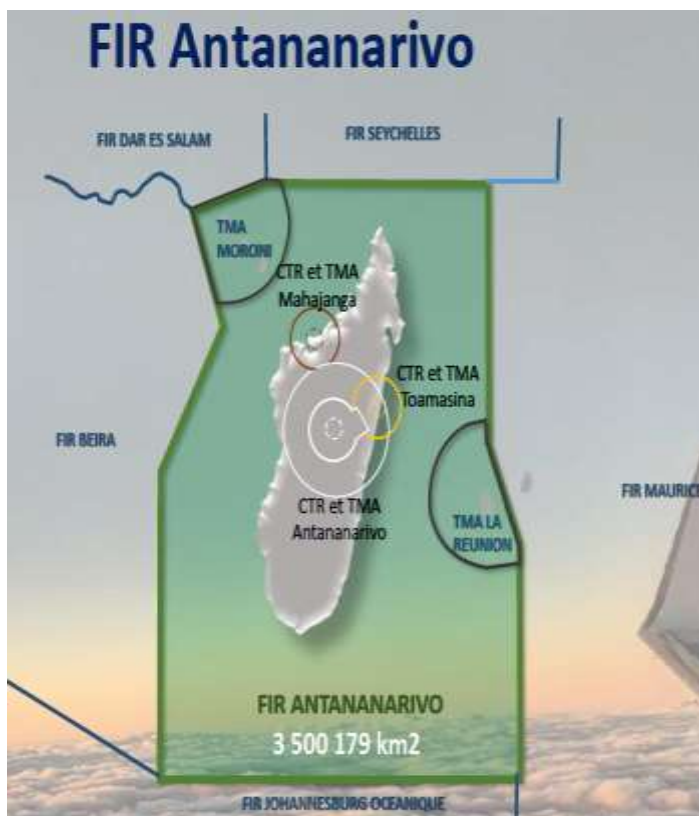 FIR Antananarivo
FIR DAR ES SALAM
FIR SEYCHELLES
TMA
MORONI
CTR et TMA
Mahajanga
CTR et TMA
Toamasina
FIR BEIRA
FIR MAURICE
CTR et TMA
Antananarivo
TMA LA
REUNION
FIR ANTANANARIVO
3 500 179 km2
FIR JOHANNESBURG OCEANIQUE